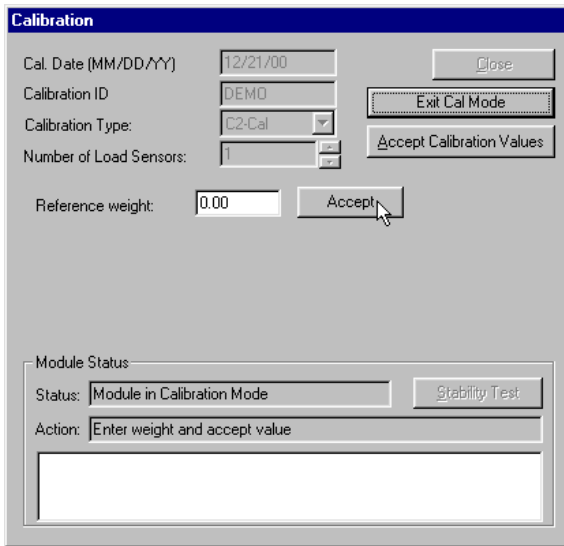 Calibration
Cal. Date (MM/DD/YY) 12/21/00 Close
Calibration ID DEMO Exit Cal Mode
Calibration Type: C2-Cal
Accept Calibration Values
Number of Load Sensors: 1
Reference weight: 0.00 Accept
Module Status
Status: Module in Calibration Mode Stability Test
Action: Enter weight and accept value